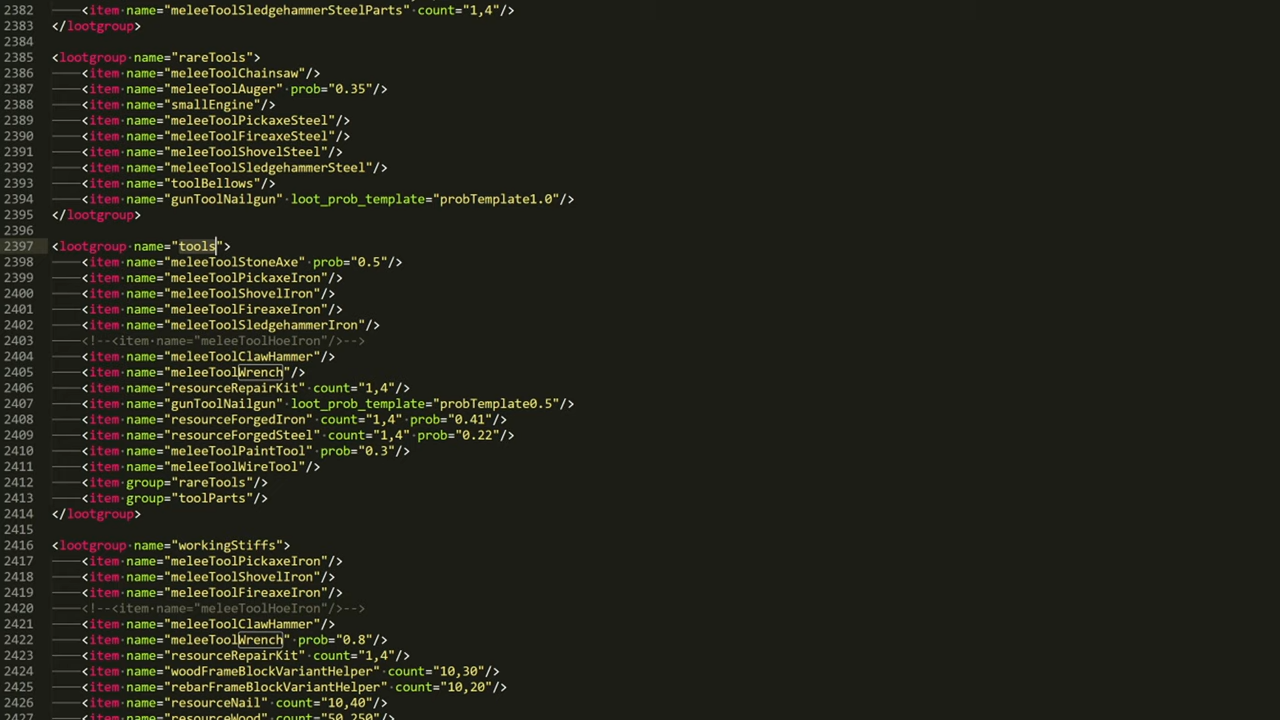 2382 <item name="meleeToolSledgehammerSteelParts" count="1,4"/>
2383 </lootgroup>
2384
2385 <lootgroup name="rareTools">
2386 <item name="meleeToolChainsaw"/>
2387 <item name="meleeToolAuger" prob="0.35"/>
2388 <item name="smallEngine"/>
2389 <item name="meleeToolPickaxeSteel"/>
2390 <item name="meleeToolFireaxeSteel"/>
2391 <item name="meleeToolShovelSteel"/>
2392 <item name="meleeToolSledgehammerSteel"/>
2393 <item name="toolBellows"/>
2394 <item name="gunToolNailgun" loot_prob_template="probTemplate1.0"/>
2395 </lootgroup>
2396
2397 <lootgroup name="tools">
2398 <item name="meleeToolStoneAxe" prob="0.5"/>
2399 <item name="meleeToolPickaxeIron"/>
2400 <item name="meleeToolShovelIron"/>
2401 <item name="meleeToolFireaxeIron"/>
2402 <item name="meleeToolSledgehammerIron"/>
2403 <!--<item name="meleeToolHoeIron"/>-->
2404 <item name="meleeToolClawHammer"/>
2405 <item name="meleeToolWrench"/>
2406 <item name="resourceRepairKit" count="1,4"/>
2407 <item name="gunToolNailgun" loot_prob_template="probTemplate0.5"/>
2408 <item name="resourceForgedIron" count="1,4" prob="0.41"/>
2409 <item name="resourceForgedSteel" count="1,4" prob="0.22"/>
2410 <item name="meleeToolPaintTool" prob="0.3"/>
2411 <item name="meleeToolWireTool"/>
2412 <item group="rareTools"/>
2413 <item group="toolParts"/>
2414 </lootgroup>
2415
2416 <lootgroup name="workingStiffs">
2417 <item name="meleeToolPickaxeIron"/>
2418 <item name="meleeToolShovelIron"/>
2419 <item name="meleeToolFireaxeIron"/>
2420 <!--<item name="meleeToolHoeIron"/>-->
2421 <item name="meleeToolClawHammer"/>
2422 <item name="meleeToolWrench" prob="0.8"/>
2423 <item name="resourceRepairKit" count="1,4"/>
2424 <item name="woodFrameBlockVariantHelper" count="10,30"/>
2425 <item name="rebarFrameBlockVariantHelper" count="10,20"/>
2426 <item name="resourceNail" count="10,40"/>
2427 <item name="resourceWood" count="50,250"/>